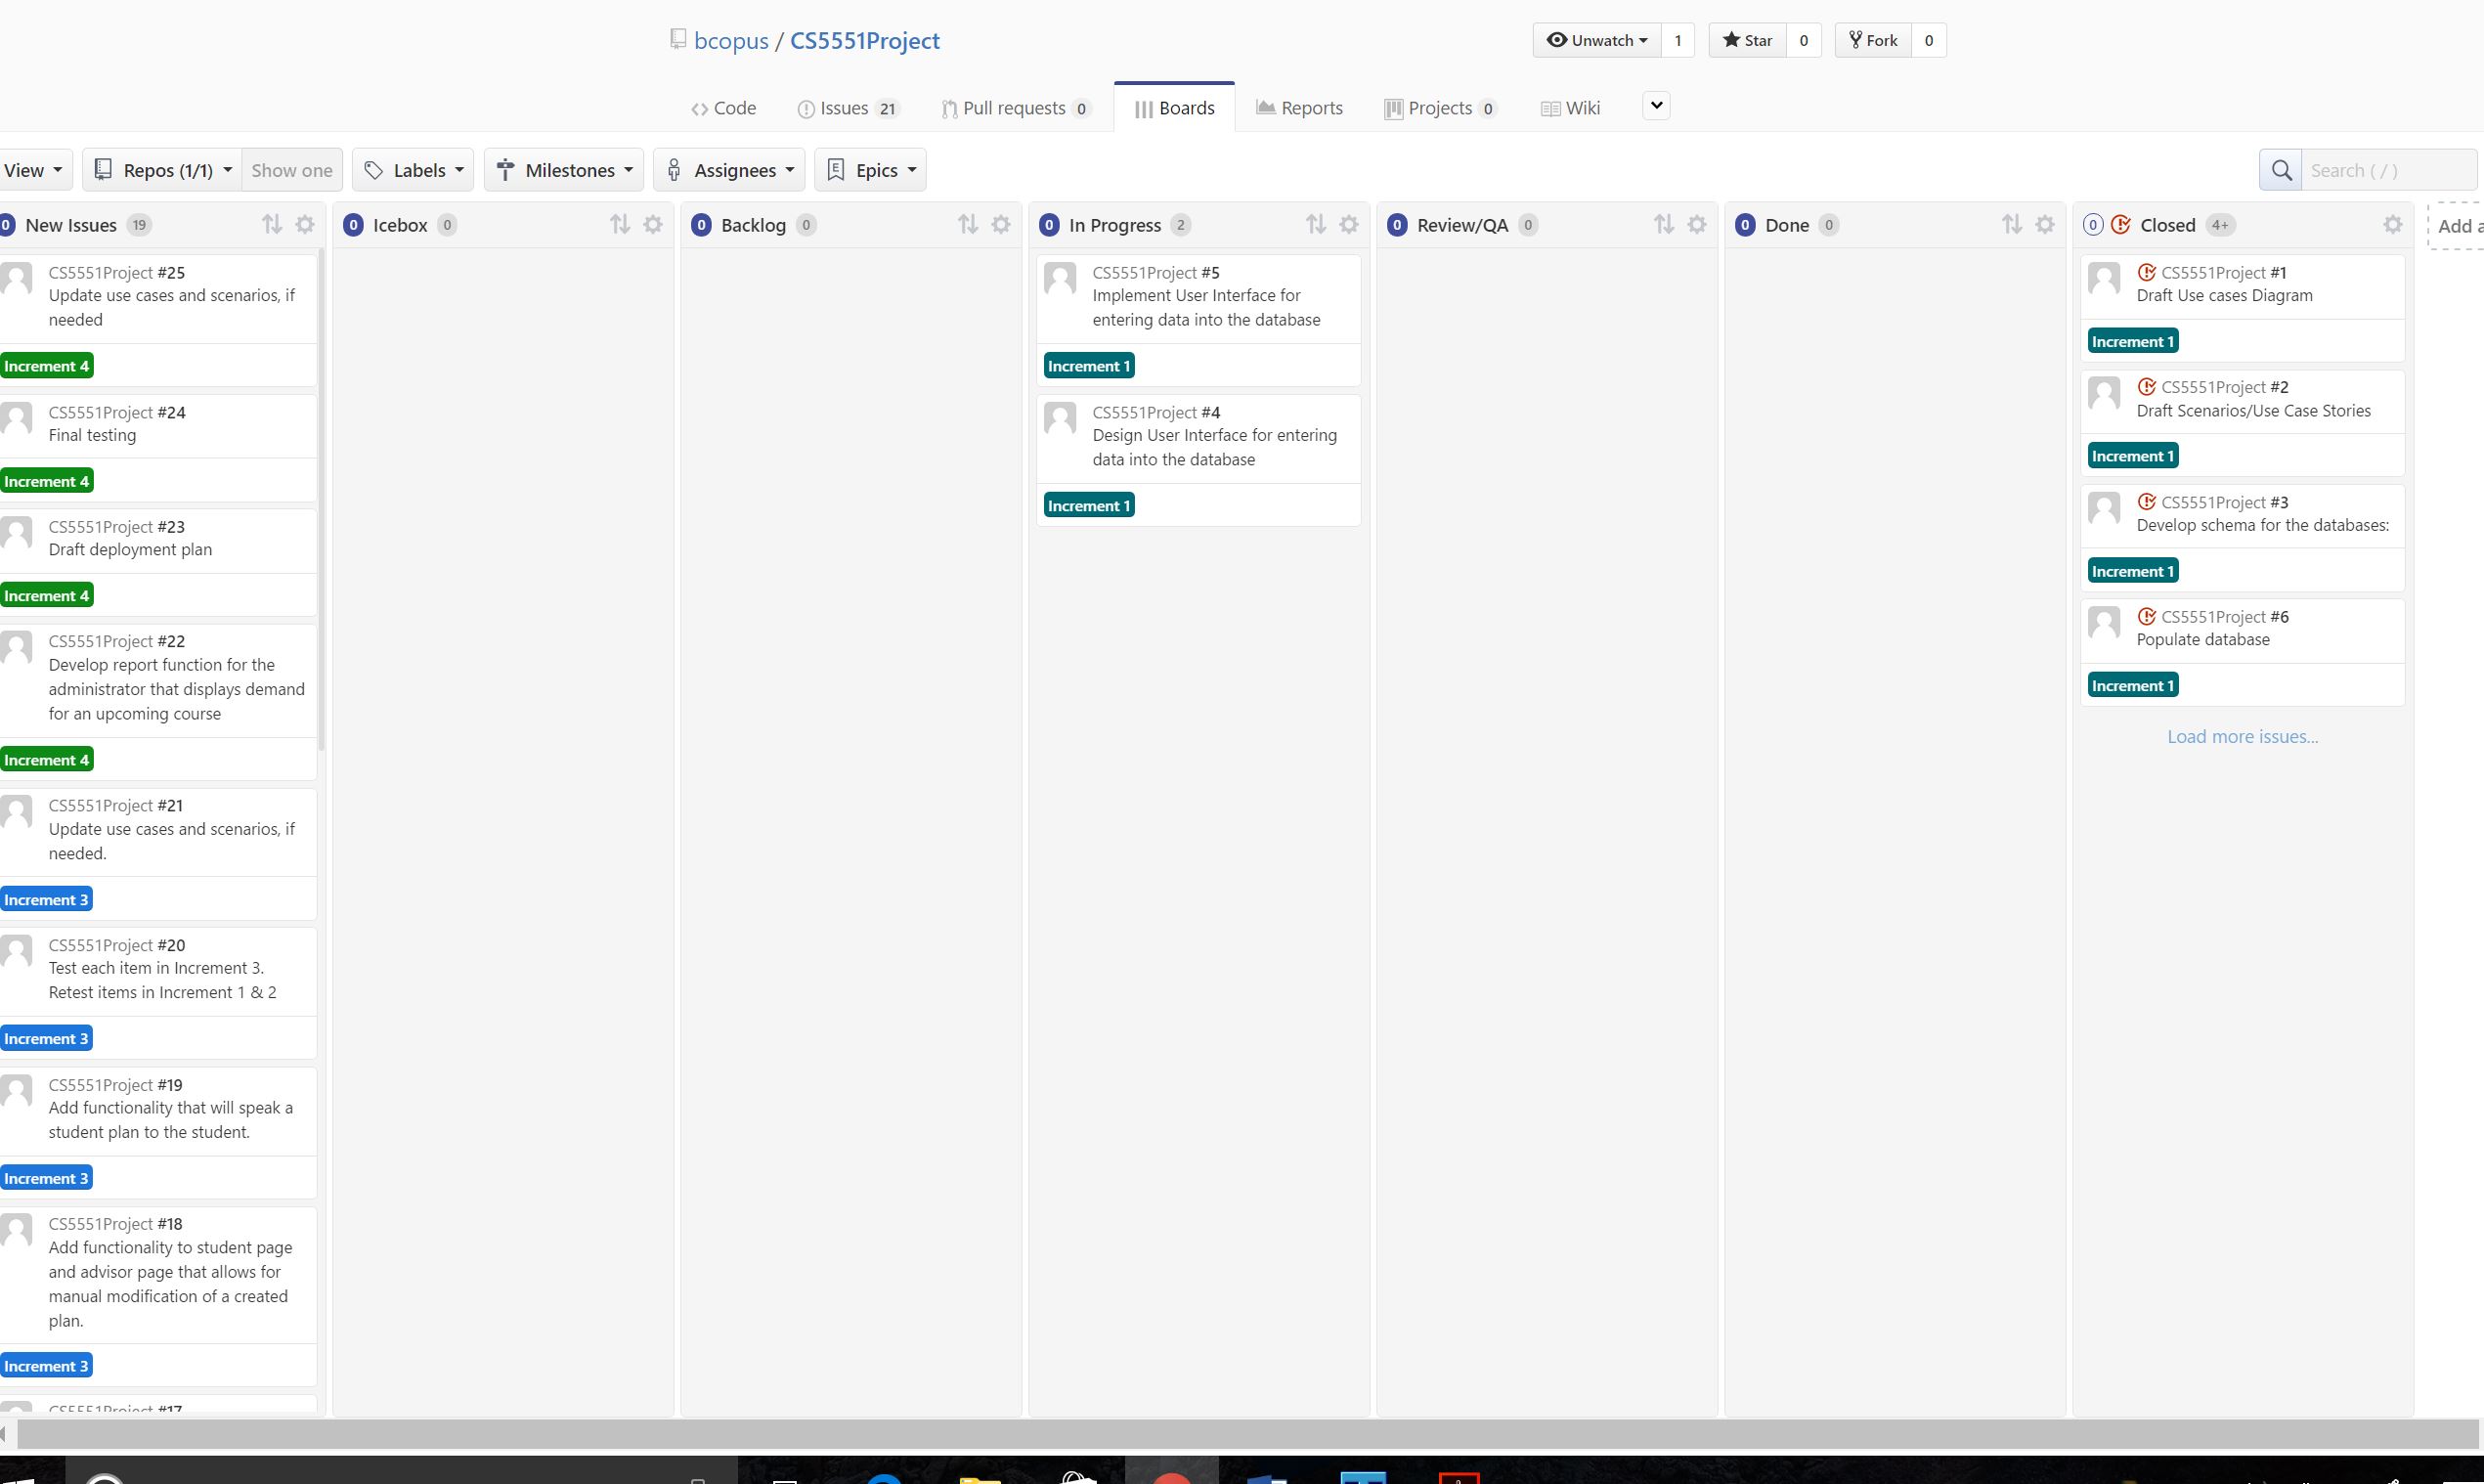 bcopus / CS5551Project
Unwatch 1 Star 0 Fork 0
Code Issues 21 Pull requests 0 Boards Reports Projects 0 Wiki
View Repos (1/1) Show one Labels Milestones Assignees Epics Search ( / )
0 New Issues 19
CS5551Project #25
Update use cases and scenarios, if
needed
Increment 4
CS5551Project #24
Final testing
Increment 4
CS5551Project #23
Draft deployment plan
Increment 4
CS5551Project #22
Develop report function for the
administrator that displays demand
for an upcoming course
Increment 4
CS5551Project #21
Update use cases and scenarios, if
needed.
Increment 3
CS5551Project #20
Test each item in Increment 3.
Retest items in Increment 1 & 2
Increment 3
CS5551Project #19
Add functionality that will speak a
student plan to the student.
Increment 3
CS5551Project #18
Add functionality to student page
and advisor page that allows for
manual modification of a created
plan.
Increment 3
CS5551Project #17
0 Icebox 0
0 Backlog 0
0 In Progress 2
CS5551Project #5
Implement User Interface for
entering data into the database
Increment 1
CS5551Project #4
Design User Interface for entering
data into the database
Increment 1
0 Review/QA 0
0 Done 0
0 Closed 4+
CS5551Project #1
Draft Use cases Diagram
Increment 1
CS5551Project #2
Draft Scenarios/Use Case Stories
Increment 1
CS5551Project #3
Develop schema for the databases:
Increment 1
CS5551Project #6
Populate database
Increment 1
Load more issues...
Add a